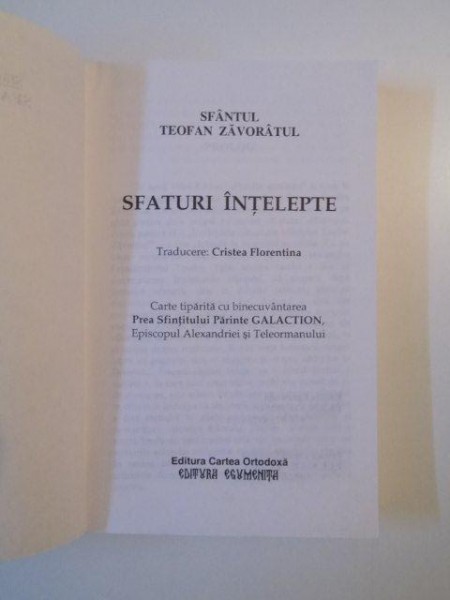 SFÂNTUL
TEOFAN ZĂVORÂTUL
SFATURI ÎNȚELEPTE
Traducere: Cristea Florentina
Carte tipărită cu binecuvântarea
Prea Sfințitului Părinte GALACTION,
Episcopul Alexandriei și Teleormanului
Editura Cartea Ortodoxă
EDITURA EGUMENIȚA